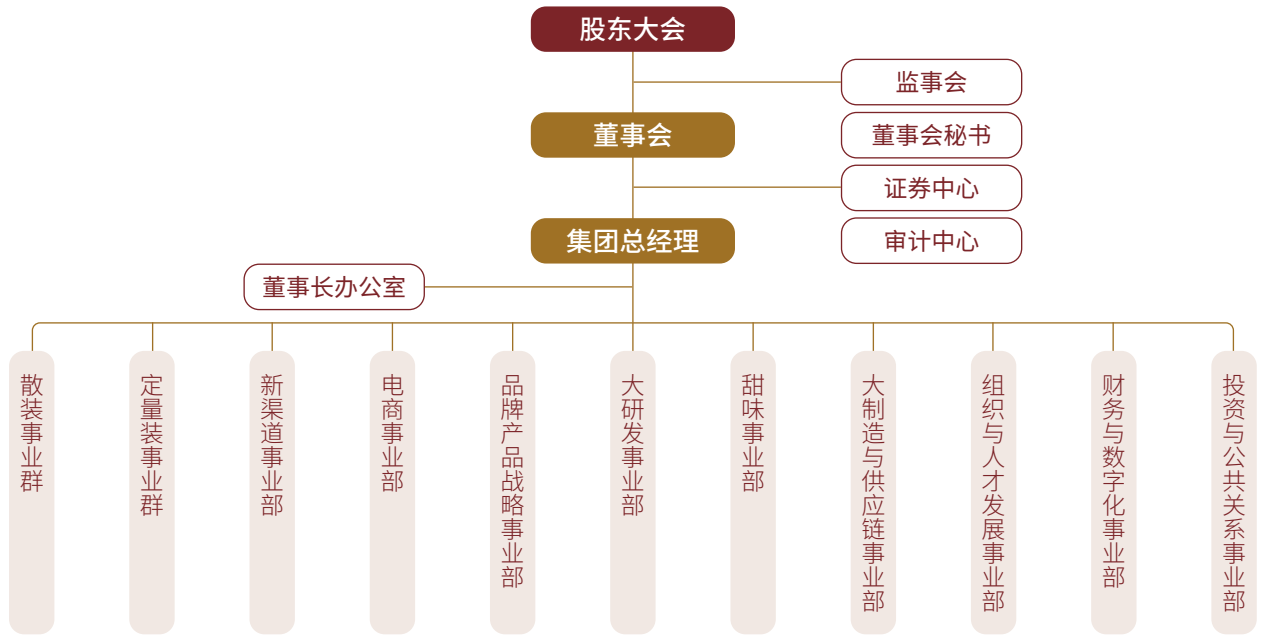 股东大会
监事会
董事会
董事会秘书
证券中心
集团总经理
审计中心
董事长办公室
散装事业群
定量装事业群
新渠道事业部
电商事业部
品牌产品战略事业部
大研发事业部
甜味事业部
大制造与供应链事业部
组织与人才发展事业部
财务与数字化事业部
投资与公共关系事业部